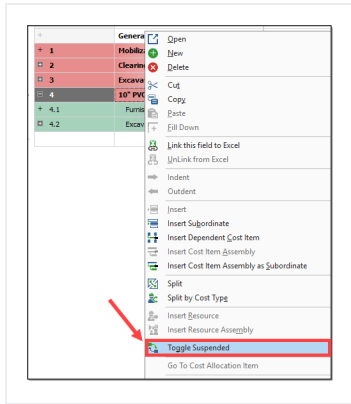 Genera
1 Mobiliz
2 Clearin
3 Excava
4 10" PVC
4.1 Furnis
4.2 Excav
Open
New
Delete
Cut
Copy
Paste
Fill Down
Link this field to Excel
UnLink from Excel
Indent
Outdent
Insert
Insert Subordinate
Insert Dependent Cost Item
Insert Cost Item Assembly
Insert Cost Item Assembly as Subordinate
Split
Split by Cost Type
Insert Resource
Insert Resource Assembly
Toggle Suspended
Go To Cost Allocation Item